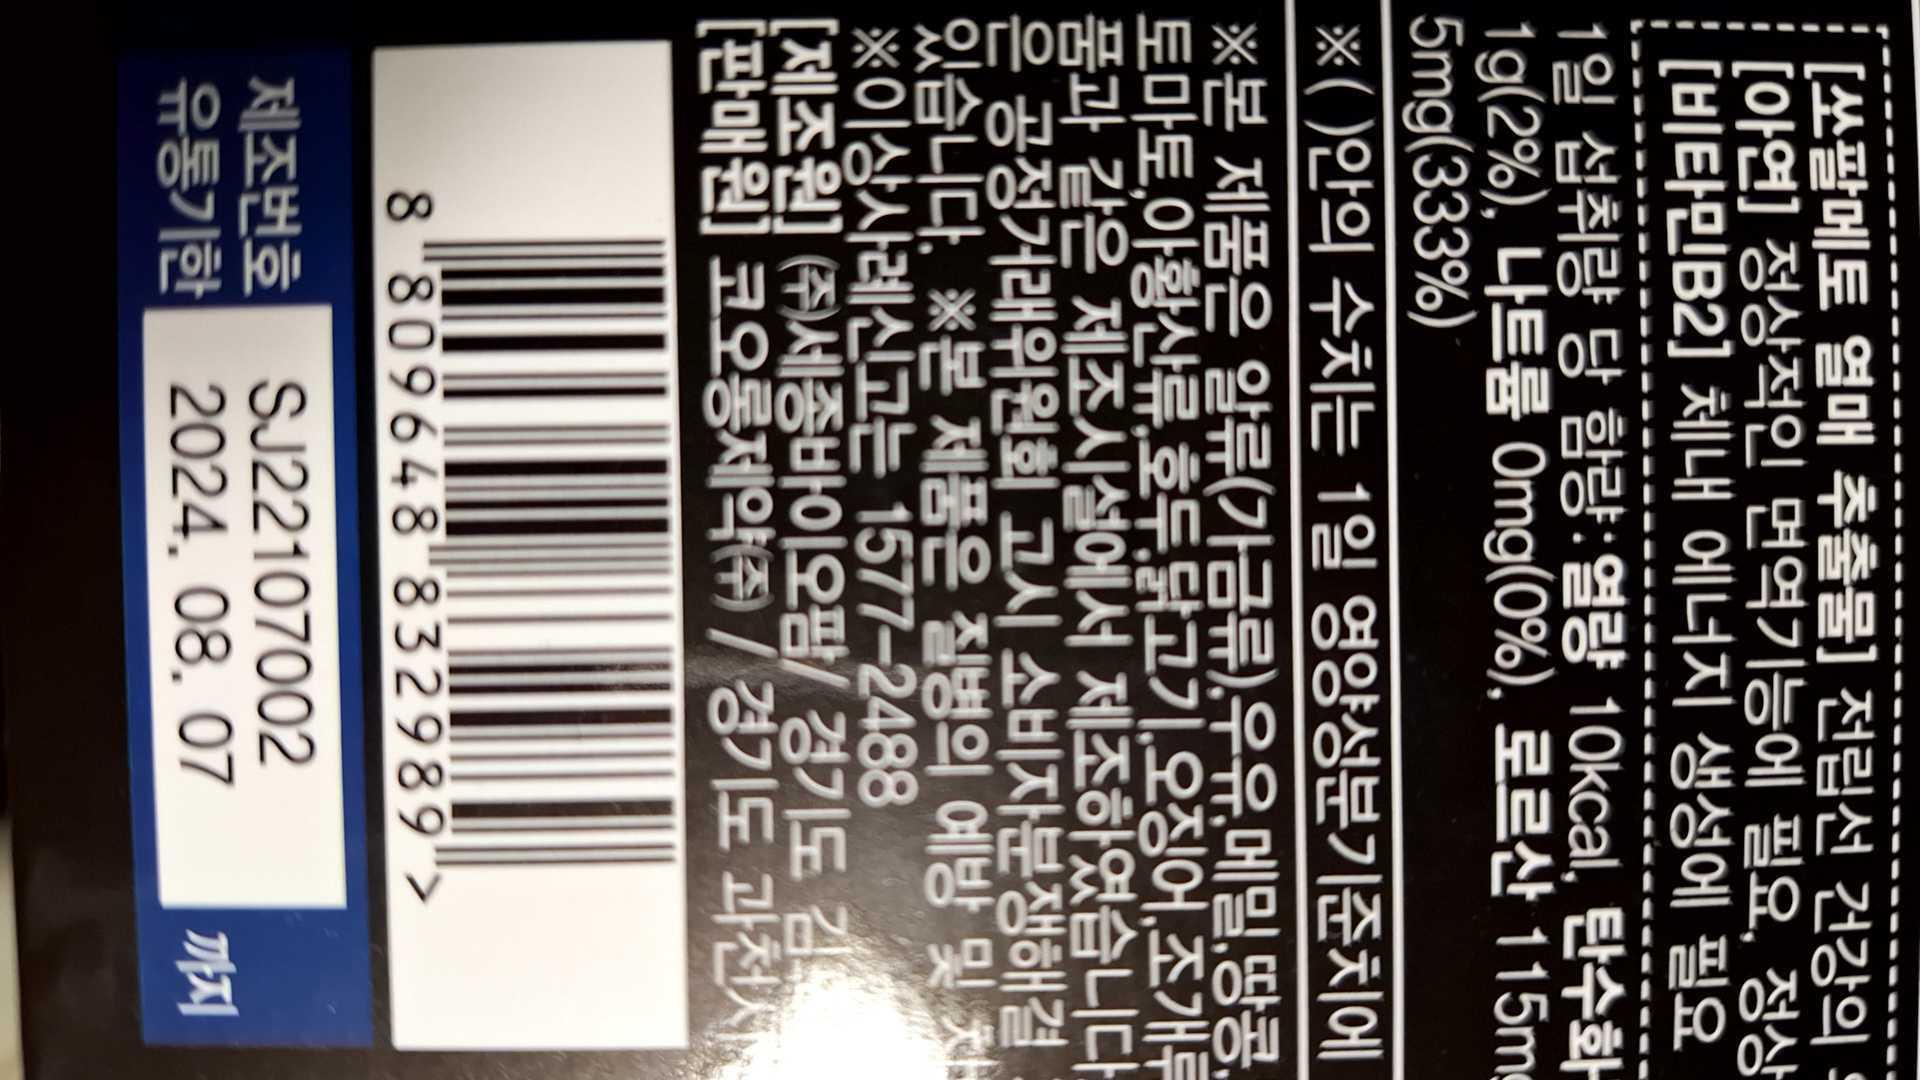 [쏘팔메토 열매 추출물] 전립선 건강의
[아연] 정상적인 면역기능에 필요, 정상
[비타민B2] 체내 에너지 생성에 필요
1일 섭취량 당 함량: 열량 10kcal, 탄수화
1g(2%), 나트륨 0mg(0%), 로르산 115m
5mg(333%)
※( )안의 수치는 1일 영양성분기준치에
※본 제품은 알류(가금류),우유,메밀,땅콩,
토마토,아황산류,호두,닭고기,오징어,조개류
품과 같은 제조시설에서 제조하였습니다
은 공정거래위원회 고시 소비자분쟁해결
있습니다. ※본 제품은 질병의 예방 및
※이상사례신고는 1577-2488
[제조원] (주)세종바이오팜/ 경기도 김
[판매원] 코오롱제약(주) / 경기도 과천시
8 809648 832989 >
제조번호 SJ22107002
유통기한 2024. 08. 07 까지